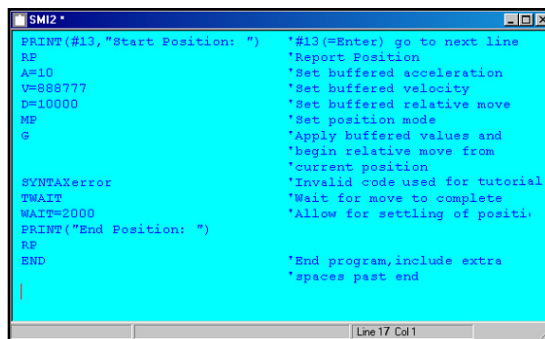 SMI2 *
PRINT(#13,"Start Position: ") '#13(=Enter) go to next line
RP 'Report Position
A=10 'Set buffered acceleration
V=888777 'Set buffered velocity
D=10000 'Set buffered relative move
MP 'Set position mode
G 'Apply buffered values and
'begin relative move from
'current position
SYNTAXerror 'Invalid code used for tutorial
TWAIT 'Wait for move to complete
WAIT=2000 'Allow for settling of positi
PRINT("End Position: ")
RP
END 'End program,include extra
'spaces past end
Line 17 Col 1